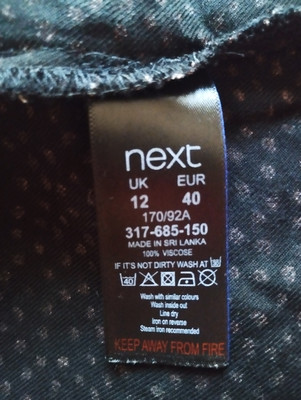 next
UK EUR
12 40
170/92A
317-685-150
MADE IN SRI LANKA
100% VISCOSE
IF IT'S NOT DIRTY WASH AT 30
40
Wash with similar colours
Wash inside out
Line dry
Iron on reverse
Steam iron recommended
KEEP AWAY FROM FIRE